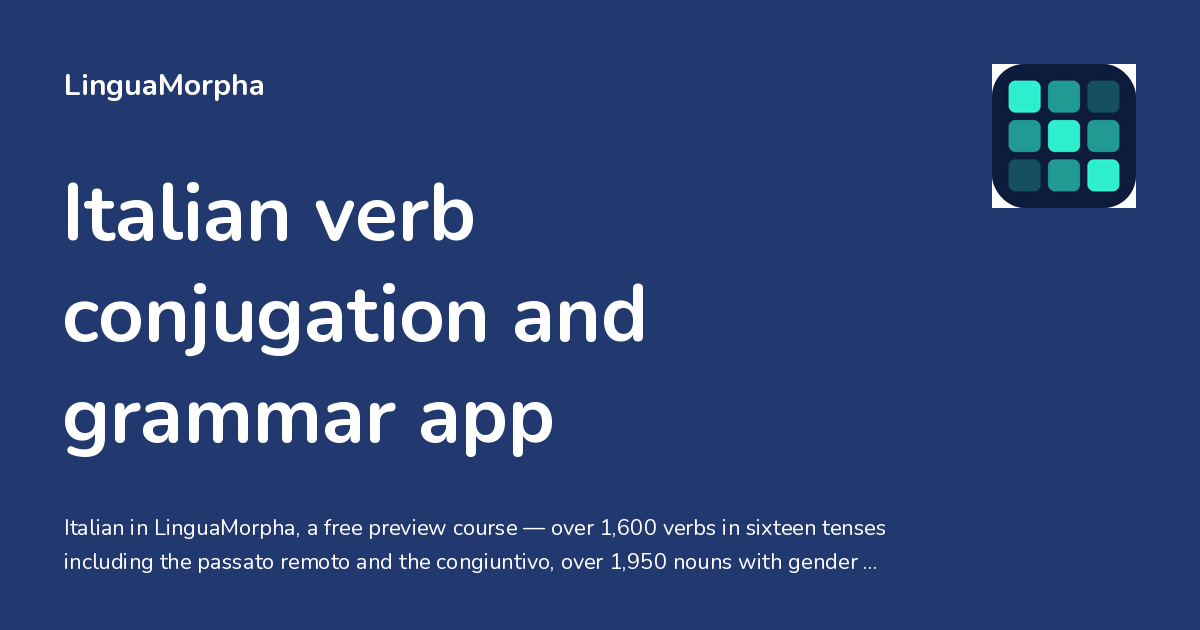 LinguaMorpha
Italian verb
conjugation and
grammar app
Italian in LinguaMorpha, a free preview course — over 1,600 verbs in sixteen tenses
including the passato remoto and the congiuntivo, over 1,950 nouns with gender ...